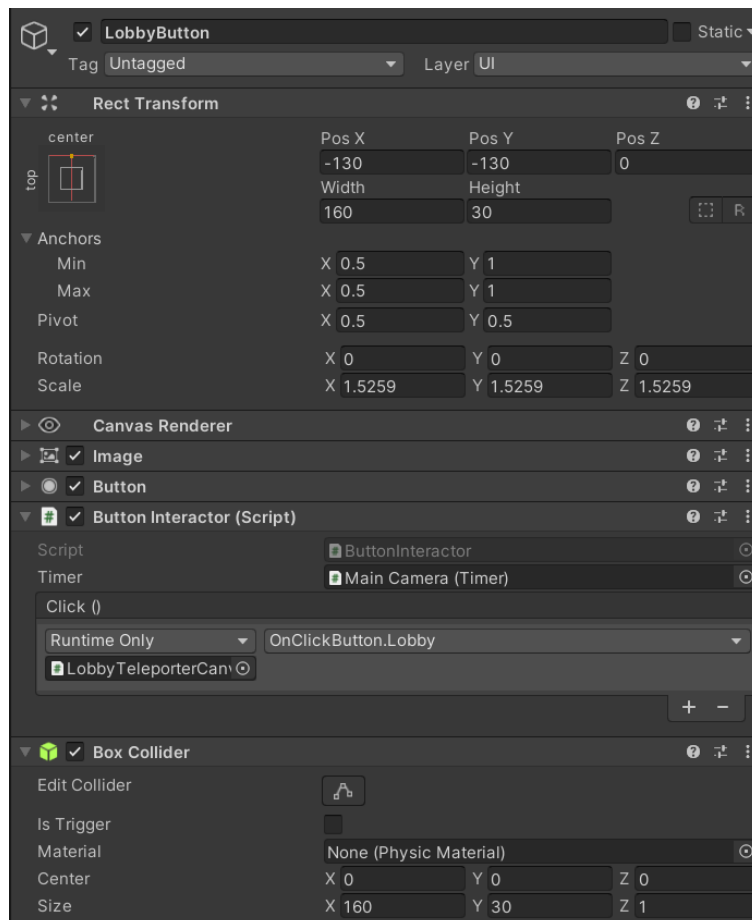 LobbyButton Static
Tag Untagged Layer UI
Rect Transform
center
top
Pos X Pos Y Pos Z
-130 -130 0
Width Height
160 30
R
Anchors
Min X 0.5 Y 1
Max X 0.5 Y 1
Pivot X 0.5 Y 0.5
Rotation X 0 Y 0 Z 0
Scale X 1.5259 Y 1.5259 Z 1.5259
Canvas Renderer
Image
Button
# Button Interactor (Script)
Script # ButtonInteractor
Timer # Main Camera (Timer)
Click ()
Runtime Only OnClickButton.Lobby
# LobbyTeleporterCanv
+ −
Box Collider
Edit Collider
Is Trigger
Material None (Physic Material)
Center X 0 Y 0 Z 0
Size X 160 Y 30 Z 1